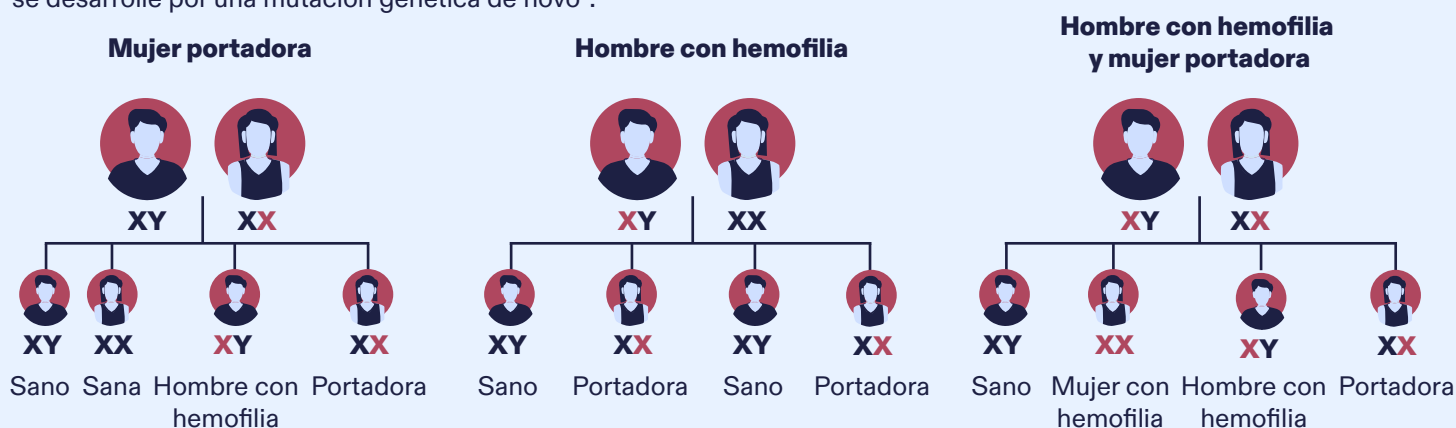 se desarrolle por una mutación genética de novo".
Mujer portadora
XY XX
XY XX XY XX
Sano Sana Hombre con hemofilia Portadora
Hombre con hemofilia
XY XX
XY XX XY XX
Sano Portadora Sano Portadora
Hombre con hemofilia
y mujer portadora
XY XX
XY XX XY XX
Sano Mujer con hemofilia Hombre con hemofilia Portadora